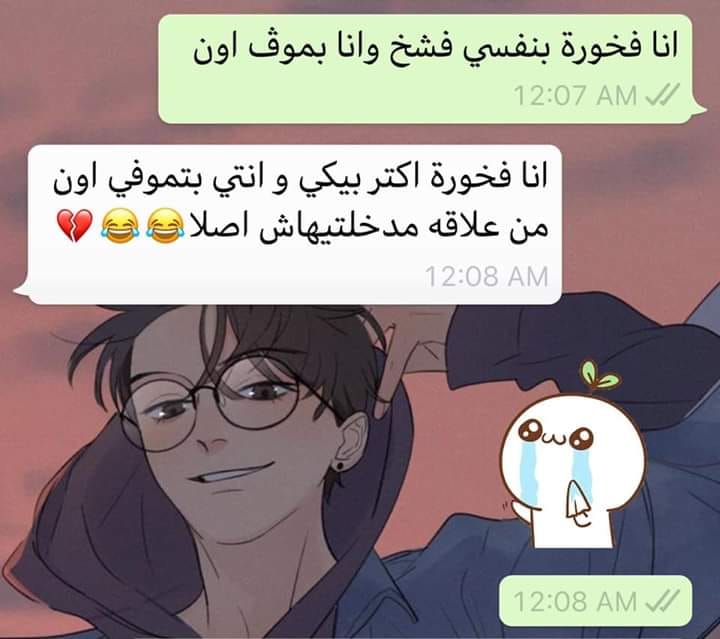 انا فخورة بنفسي فشخ وانا بموڤ اون
12:07 AM
انا فخورة اكتر بيكي و انتي بتموفي اون
من علاقه مدخلتيهاش اصلا😂😂💔
12:08 AM
12:08 AM